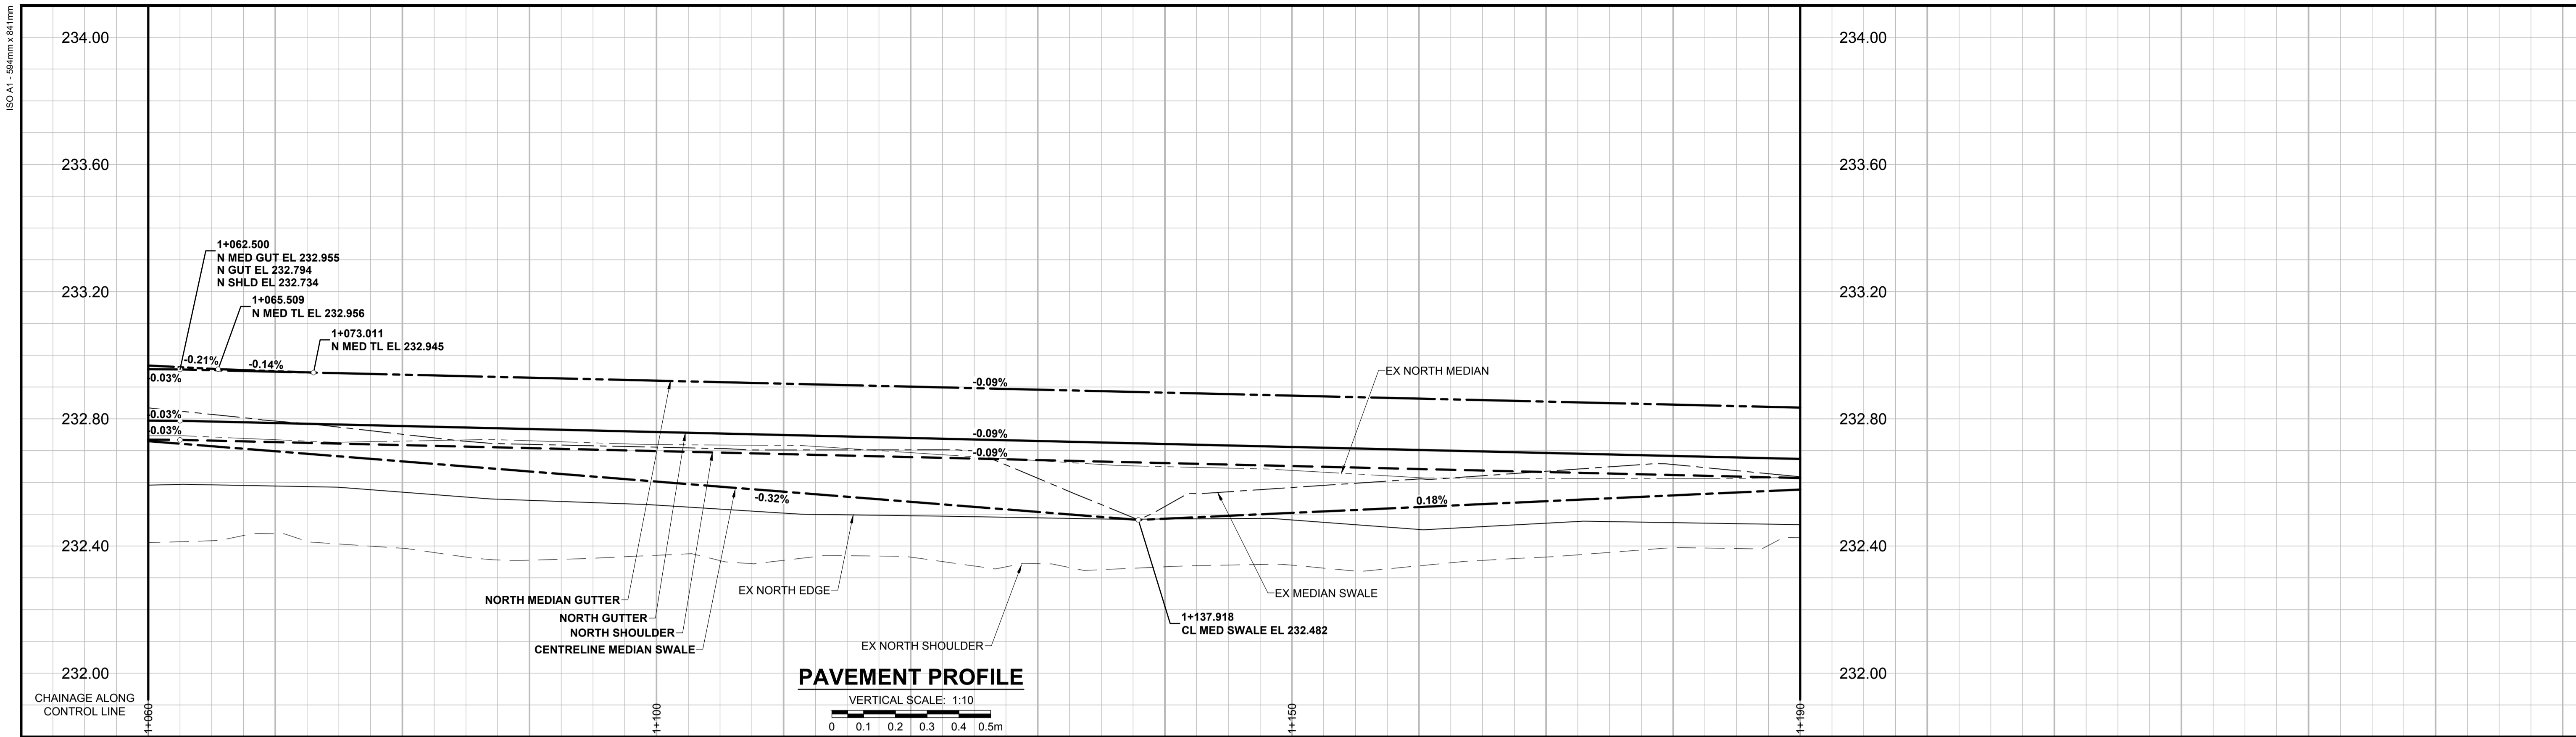 ISO A1 - 594mm x 841mm
234.00
234.00
233.60
233.60
1+062.500
N MED GUT EL 232.955
N GUT EL 232.794
N SHLD EL 232.734
233.20
233.20
1+065.509
N MED TL EL 232.956
1+073.011
N MED TL EL 232.945
-0.21%
-0.14%
-0.03%
-0.09%
EX NORTH MEDIAN
232.80
-0.03%
232.80
-0.03%
-0.09%
-0.09%
-0.32%
0.18%
232.40
232.40
EX NORTH EDGE
EX MEDIAN SWALE
NORTH MEDIAN GUTTER
NORTH GUTTER
1+137.918
CL MED SWALE EL 232.482
NORTH SHOULDER
CENTRELINE MEDIAN SWALE
EX NORTH SHOULDER
232.00
232.00
PAVEMENT PROFILE
VERTICAL SCALE: 1:10
0 0.1 0.2 0.3 0.4 0.5m
CHAINAGE ALONG
CONTROL LINE
1+060
1+100
1+150
1+190